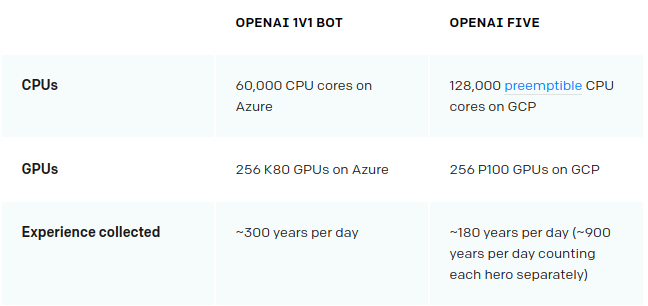 OPENAI 1V1 BOT OPENAI FIVE
CPUs 60,000 CPU cores on 128,000 preemptible CPU
Azure cores on GCP
GPUs 256 K80 GPUs on Azure 256 P100 GPUs on GCP
Experience collected ~300 years per day ~180 years per day (~900
years per day counting
each hero separately)